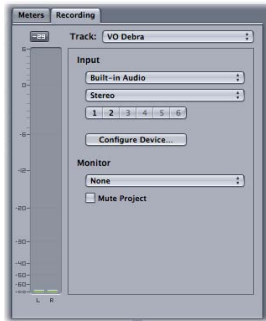 Meters Recording
Track: VO Debra
Input
Built-in Audio
Stereo
1 2 3 4 5 6
Configure Device...
Monitor
None
Mute Project
6
0
-6
-12
-20
-30
-40
-50
-60
L R